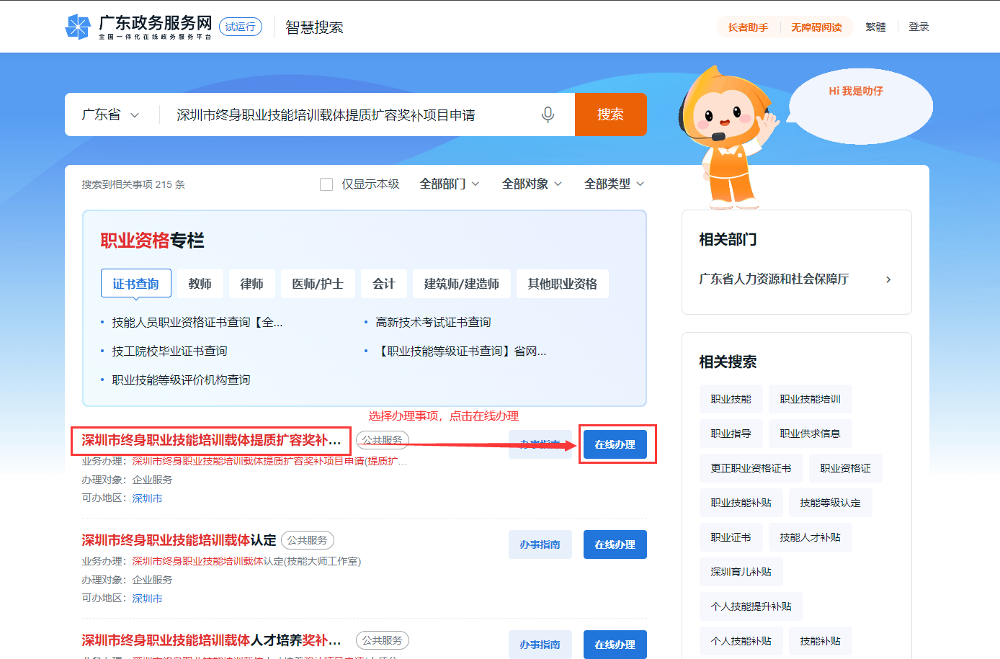 广东政务服务网
全国一体化在线政务服务平台
试运行
智慧搜索
长者助手
无障碍阅读
繁體
登录
Hi 我是叻仔
广东省
深圳市终身职业技能培训载体提质扩容奖补项目申请
搜索
搜索到相关事项 215 条
仅显示本级
全部部门
全部对象
全部类型
职业资格专栏
证书查询
教师
律师
医师/护士
会计
建筑师/建造师
其他职业资格
• 技能人员职业资格证书查询【全...
• 高新技术考试证书查询
• 技工院校毕业证书查询
• 【职业技能等级证书查询】省网...
• 职业技能等级评价机构查询
选择办理事项，点击在线办理
深圳市终身职业技能培训载体提质扩容奖补...
公共服务
办事指南
在线办理
业务办理：深圳市终身职业技能培训载体提质扩容奖补项目申请(提质扩...
办理对象：企业服务
可办地区：深圳市
深圳市终身职业技能培训载体认定
公共服务
办事指南
在线办理
业务办理：深圳市终身职业技能培训载体认定(技能大师工作室)
办理对象：企业服务
可办地区：深圳市
深圳市终身职业技能培训载体人才培养奖补...
公共服务
办事指南
在线办理
相关部门
广东省人力资源和社会保障厅
相关搜索
职业技能
职业技能培训
职业指导
职业供求信息
更正职业资格证书
职业资格证
职业技能补贴
技能等级认定
职业证书
技能人才补贴
深圳育儿补贴
个人技能提升补贴
个人技能补贴
技能补贴